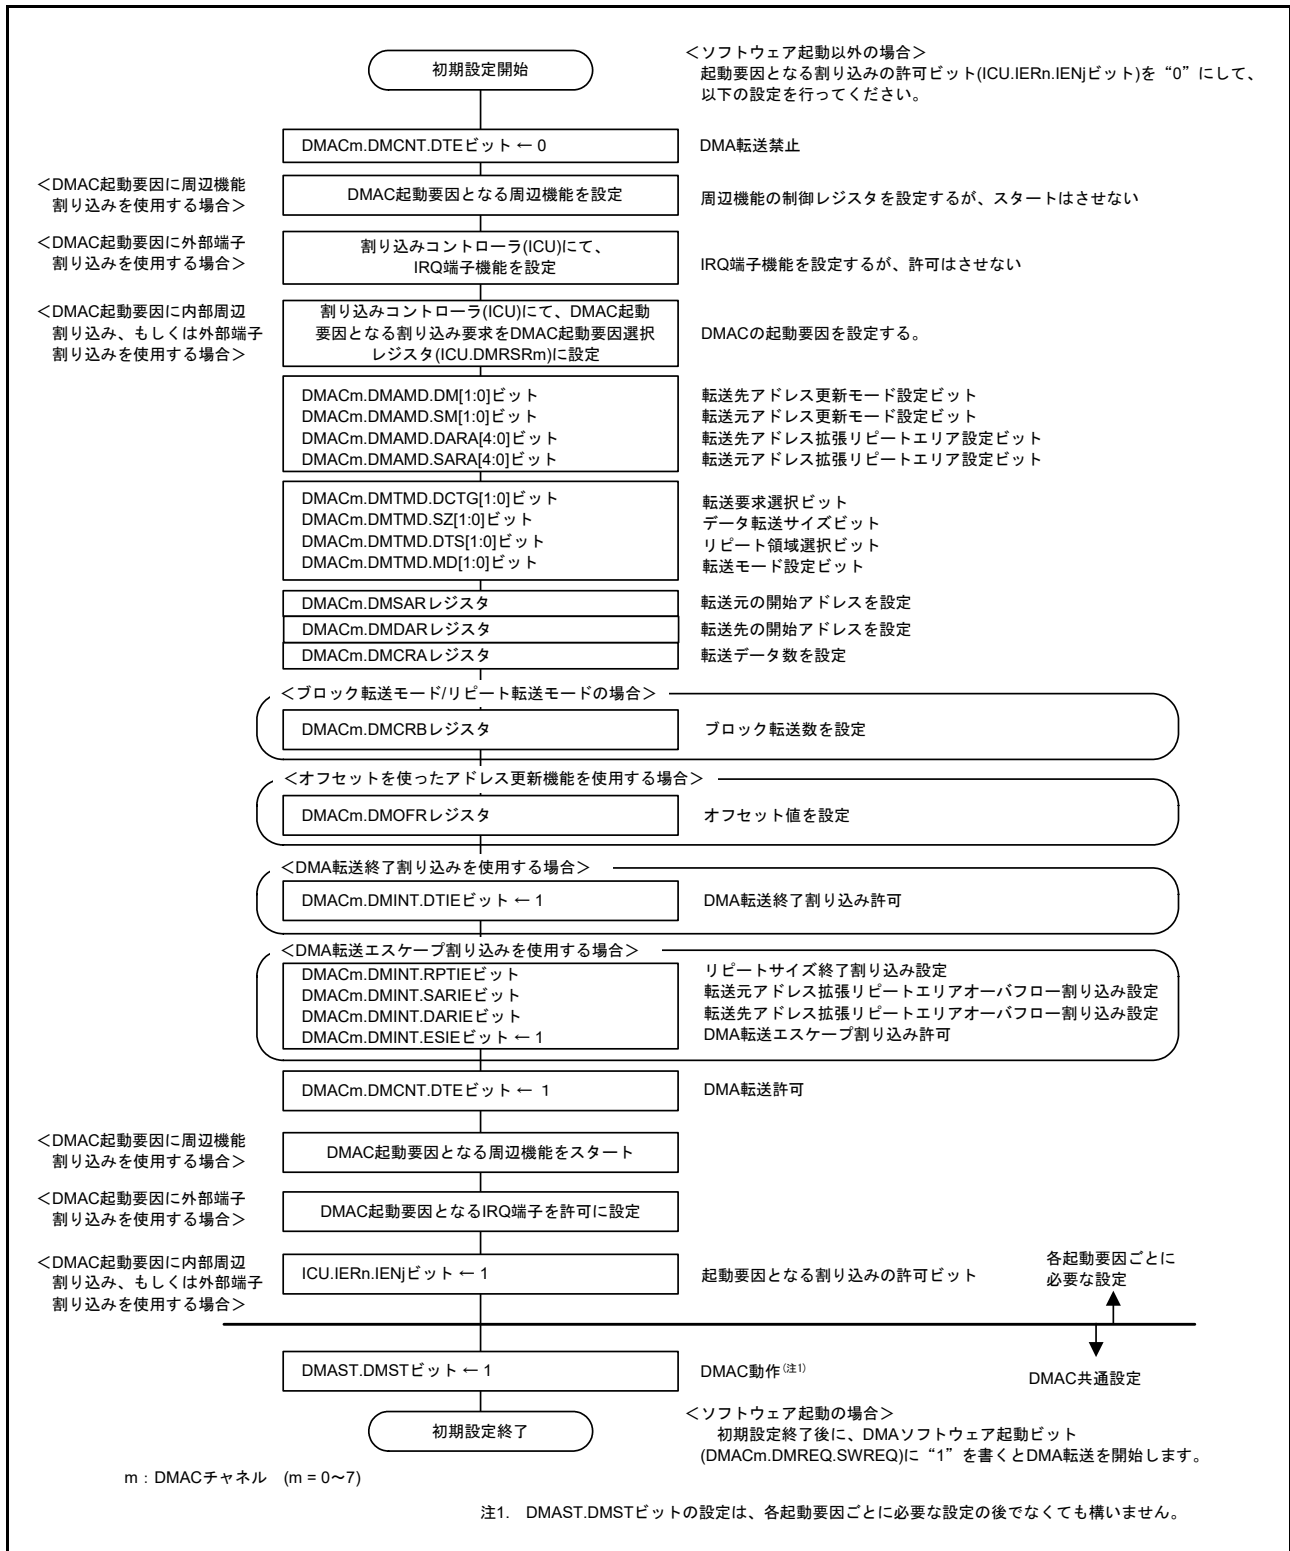 初期設定開始
＜ソフトウェア起動以外の場合＞
起動要因となる割り込みの許可ビット(ICU.IERn.IENjビット)を“0”にして、
以下の設定を行ってください。
DMACm.DMCNT.DTEビット ← 0
DMA転送禁止
＜DMAC起動要因に周辺機能
割り込みを使用する場合＞
DMAC起動要因となる周辺機能を設定
周辺機能の制御レジスタを設定するが、スタートはさせない
＜DMAC起動要因に外部端子
割り込みを使用する場合＞
割り込みコントローラ(ICU)にて、
IRQ端子機能を設定
IRQ端子機能を設定するが、許可はさせない
＜DMAC起動要因に内部周辺
割り込み、もしくは外部端子
割り込みを使用する場合＞
割り込みコントローラ(ICU)にて、DMAC起動
要因となる割り込み要求をDMAC起動要因選択
レジスタ(ICU.DMRSRm)に設定
DMACの起動要因を設定する。
DMACm.DMAMD.DM[1:0]ビット
転送先アドレス更新モード設定ビット
DMACm.DMAMD.SM[1:0]ビット
転送元アドレス更新モード設定ビット
DMACm.DMAMD.DARA[4:0]ビット
転送先アドレス拡張リピートエリア設定ビット
DMACm.DMAMD.SARA[4:0]ビット
転送元アドレス拡張リピートエリア設定ビット
DMACm.DMTMD.DCTG[1:0]ビット
転送要求選択ビット
DMACm.DMTMD.SZ[1:0]ビット
データ転送サイズビット
DMACm.DMTMD.DTS[1:0]ビット
リピート領域選択ビット
DMACm.DMTMD.MD[1:0]ビット
転送モード設定ビット
DMACm.DMSARレジスタ
転送元の開始アドレスを設定
DMACm.DMDARレジスタ
転送先の開始アドレスを設定
DMACm.DMCRAレジスタ
転送データ数を設定
＜ブロック転送モード/リピート転送モードの場合＞
DMACm.DMCRBレジスタ
ブロック転送数を設定
＜オフセットを使ったアドレス更新機能を使用する場合＞
DMACm.DMOFRレジスタ
オフセット値を設定
＜DMA転送終了割り込みを使用する場合＞
DMACm.DMINT.DTIEビット ← 1
DMA転送終了割り込み許可
＜DMA転送エスケープ割り込みを使用する場合＞
DMACm.DMINT.RPTIEビット
リピートサイズ終了割り込み設定
DMACm.DMINT.SARIEビット
転送元アドレス拡張リピートエリアオーバフロー割り込み設定
DMACm.DMINT.DARIEビット
転送先アドレス拡張リピートエリアオーバフロー割り込み設定
DMACm.DMINT.ESIEビット ← 1
DMA転送エスケープ割り込み許可
DMACm.DMCNT.DTEビット ← 1
DMA転送許可
＜DMAC起動要因に周辺機能
割り込みを使用する場合＞
DMAC起動要因となる周辺機能をスタート
＜DMAC起動要因に外部端子
割り込みを使用する場合＞
DMAC起動要因となるIRQ端子を許可に設定
＜DMAC起動要因に内部周辺
割り込み、もしくは外部端子
割り込みを使用する場合＞
ICU.IERn.IENjビット ← 1
起動要因となる割り込みの許可ビット
各起動要因ごとに
必要な設定
DMAST.DMSTビット ← 1
DMAC動作(注1)
DMAC共通設定
初期設定終了
＜ソフトウェア起動の場合＞
初期設定終了後に、DMAソフトウェア起動ビット
(DMACm.DMREQ.SWREQ)に“1”を書くとDMA転送を開始します。
m：DMACチャネル (m = 0～7)
注1. DMAST.DMSTビットの設定は、各起動要因ごとに必要な設定の後でなくても構いません。